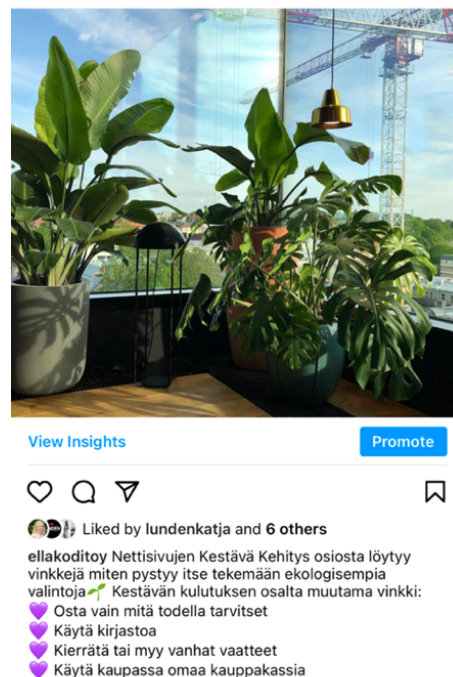 View Insights
Promote
Liked by lundenkatja and 6 others
ellakoditoy Nettisivujen Kestävä Kehitys osiosta löytyy
vinkkejä miten pystyy itse tekemään ekologisempia
valintoja🌱 Kestävän kulutuksen osalta muutama vinkki:
💜 Osta vain mitä todella tarvitset
💜 Käytä kirjastoa
💜 Kierrätä tai myy vanhat vaatteet
💜 Käytä kaupassa omaa kauppakassia